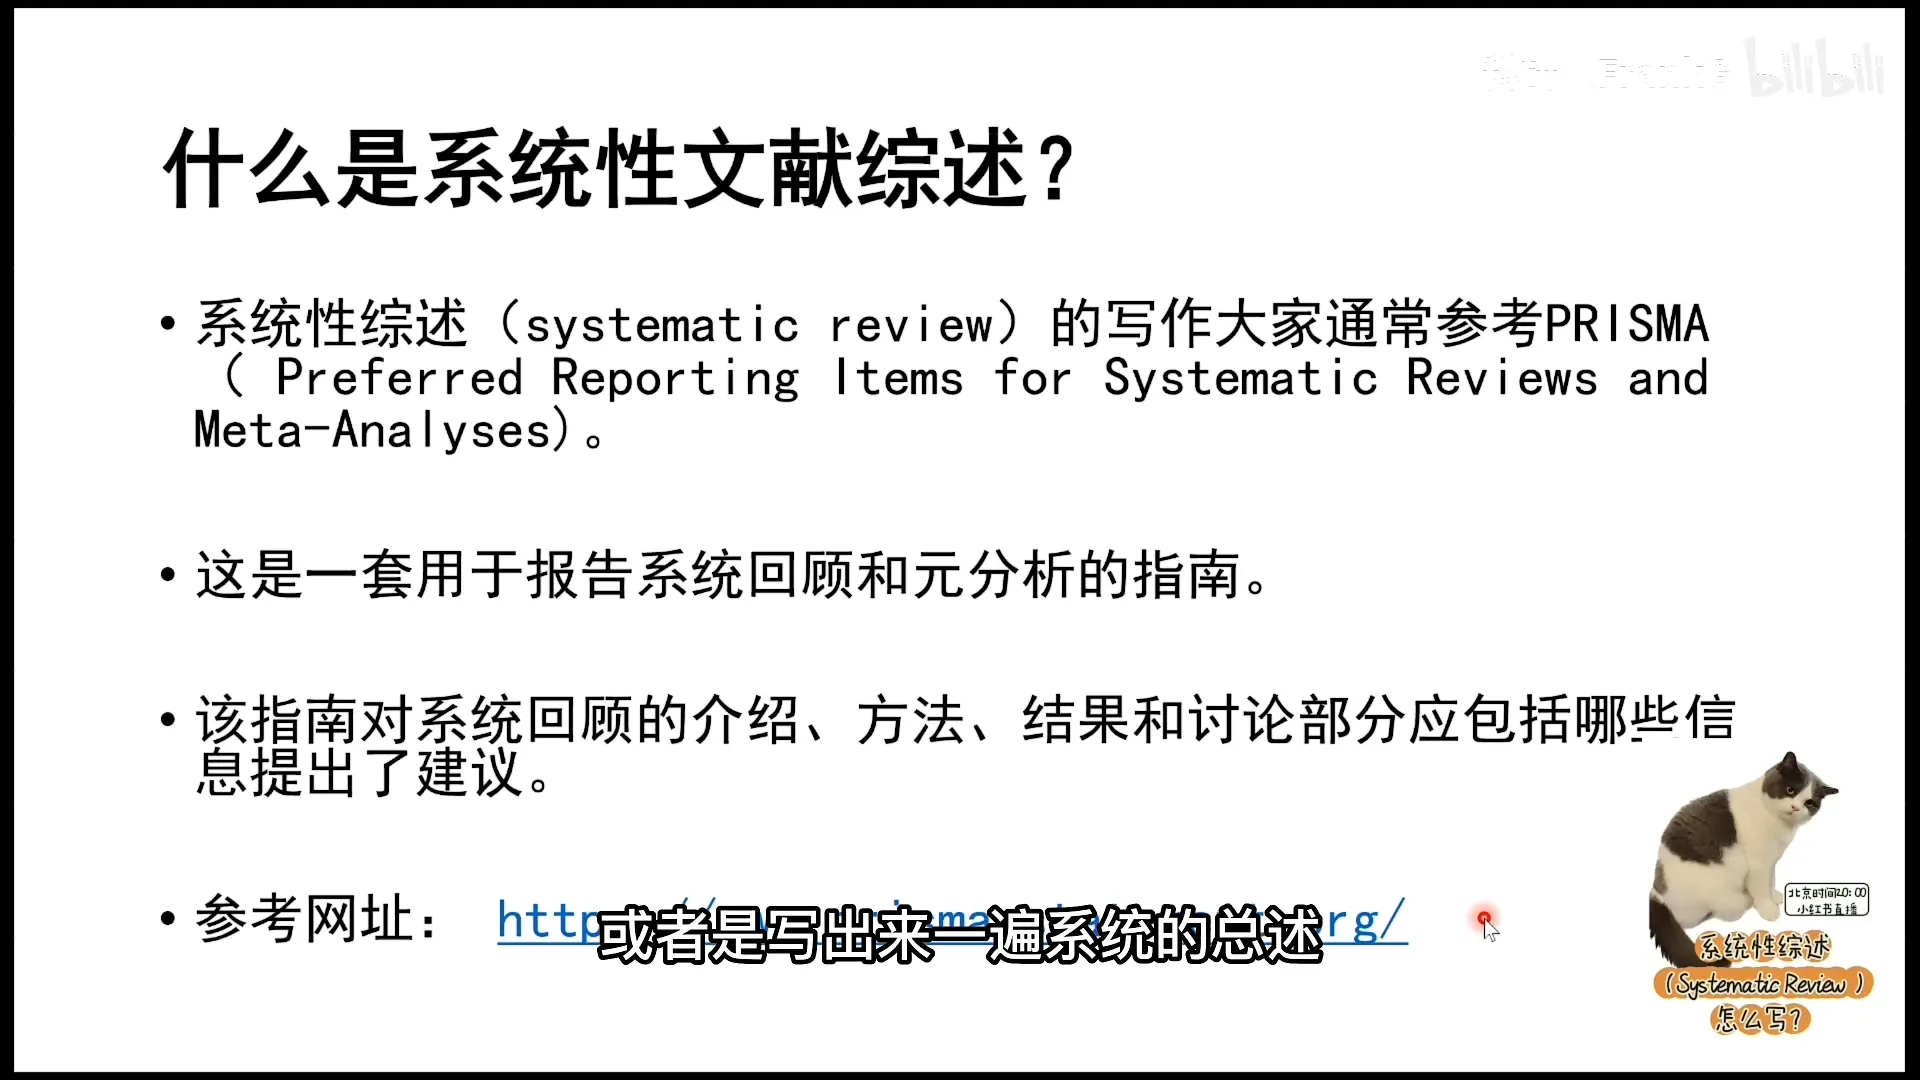 bilibili
什么是系统性文献综述？
• 系统性综述（systematic review）的写作大家通常参考PRISMA
（ Preferred Reporting Items for Systematic Reviews and
Meta-Analyses）。
• 这是一套用于报告系统回顾和元分析的指南。
• 该指南对系统回顾的介绍、方法、结果和讨论部分应包括哪些信
息提出了建议。
• 参考网址：
或者是写出来一遍系统的总述
北京时间20:00
小红书直播
系统性综述
（Systematic Review）
怎么写？